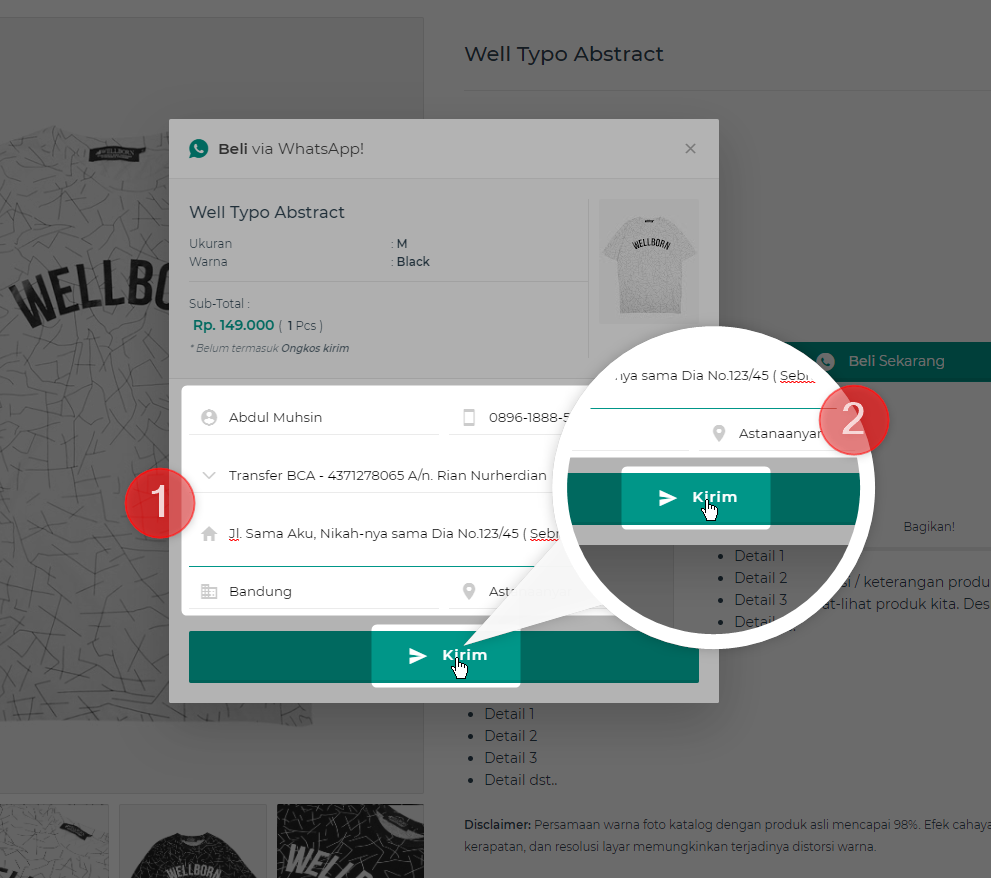 Well Typo Abstract
WELLBORN
Beli via WhatsApp!
Well Typo Abstract
Ukuran : M
Warna : Black
Sub-Total :
Rp. 149.000 ( 1 Pcs )
* Belum termasuk Ongkos kirim
WELLBORN
Beli Sekarang
Abdul Muhsin
0896-1888-5
Transfer BCA - 4371278065 A/n. Rian Nurherdian
Jl. Sama Aku, Nikah-nya sama Dia No.123/45 ( Sebr
Bandung
Kirim
1
nya sama Dia No.123/45 ( Sebr
Astanaanyar
Kirim
2
Bagikan!
Detail 1
Detail 2
Detail 3
/ keterangan produ
at-lihat produk kita. Des
Detail 1
Detail 2
Detail 3
Detail dst..
Disclaimer: Persamaan warna foto katalog dengan produk asli mencapai 98%. Efek cahaya
kerapatan, dan resolusi layar memungkinkan terjadinya distorsi warna.
WELLBORN